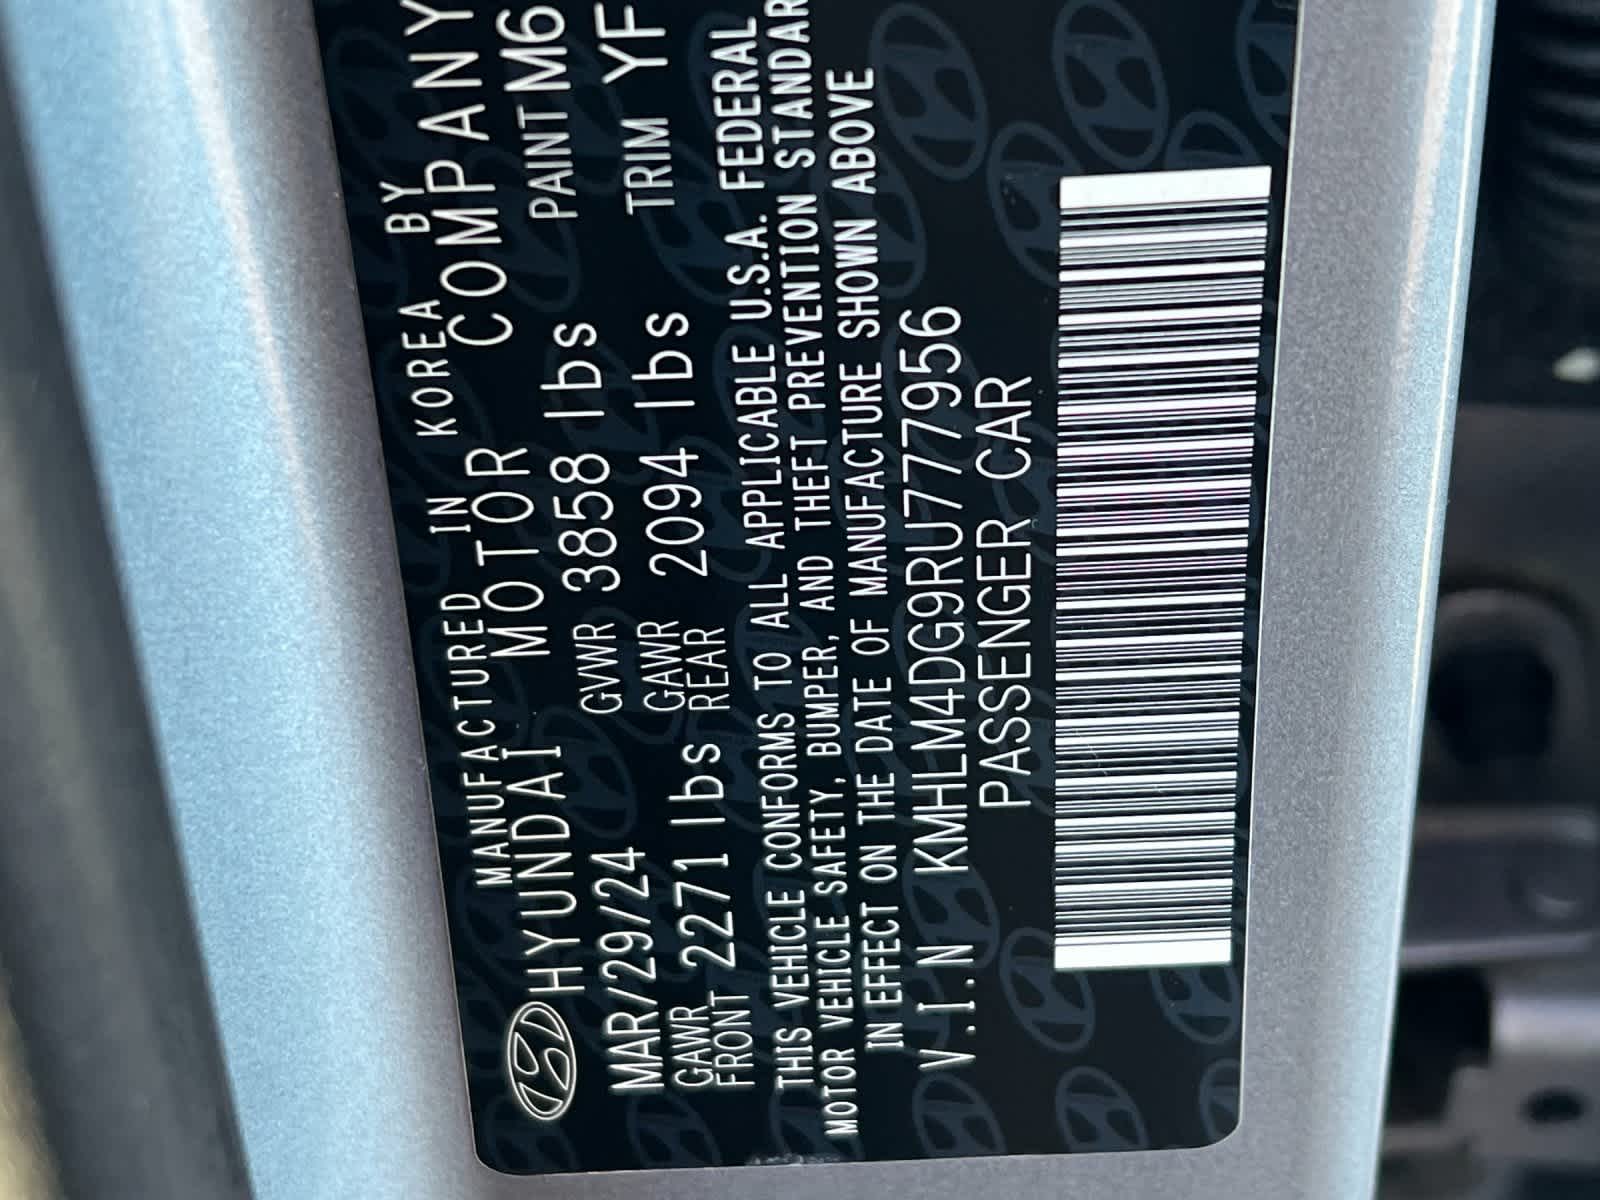 MANUFACTURED IN KOREA BY
HYUNDAI MOTOR COMPANY
MAR/29/24 GVWR 3858 lbs PAINT M6
GAWR FRONT 2271 lbs GAWR REAR 2094 lbs TRIM YF
THIS VEHICLE CONFORMS TO ALL APPLICABLE U.S.A. FEDERAL
MOTOR VEHICLE SAFETY, BUMPER, AND THEFT PREVENTION STANDAR
IN EFFECT ON THE DATE OF MANUFACTURE SHOWN ABOVE
V.I.N KMHLM4DG9RU777956
PASSENGER CAR